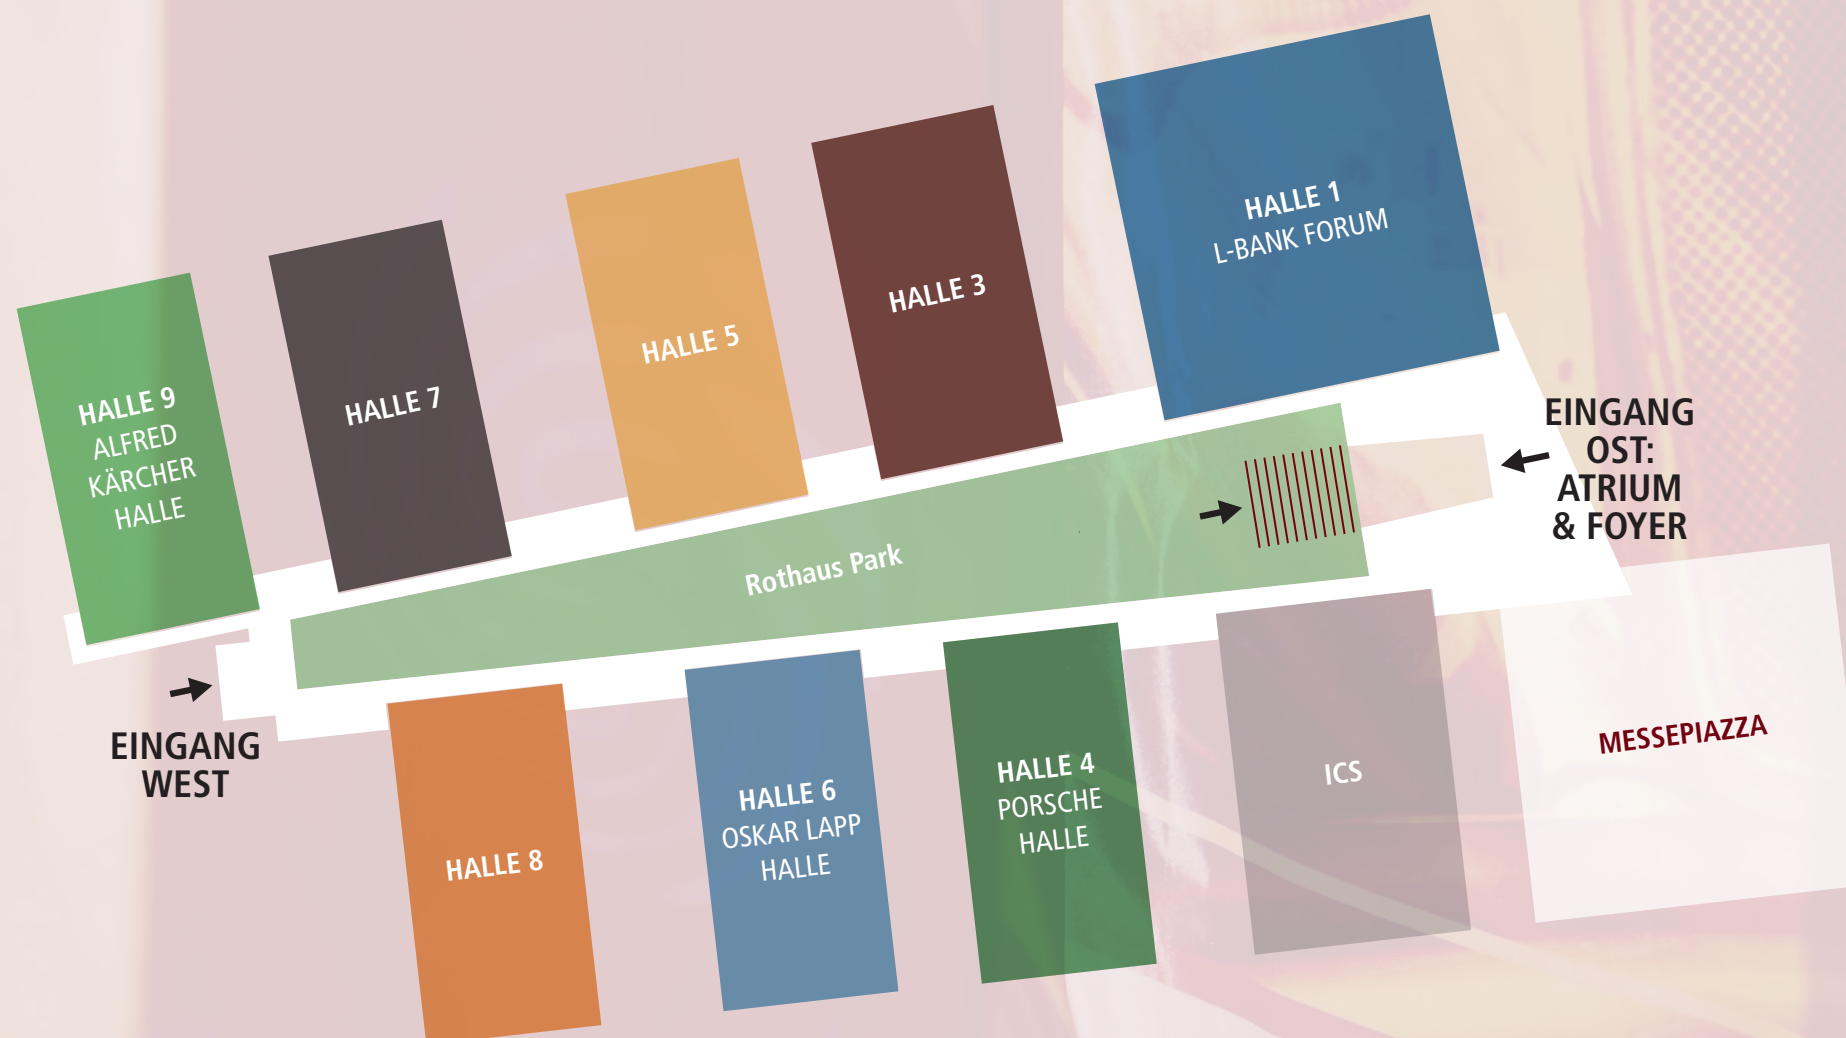 HALLE 1
L-BANK FORUM
HALLE 3
HALLE 5
HALLE 7
HALLE 9
ALFRED
KÄRCHER
HALLE
EINGANG
OST:
ATRIUM
& FOYER
Rothaus Park
EINGANG
WEST
HALLE 8
HALLE 6
OSKAR LAPP
HALLE
HALLE 4
PORSCHE
HALLE
ICS
MESSEPIAZZA